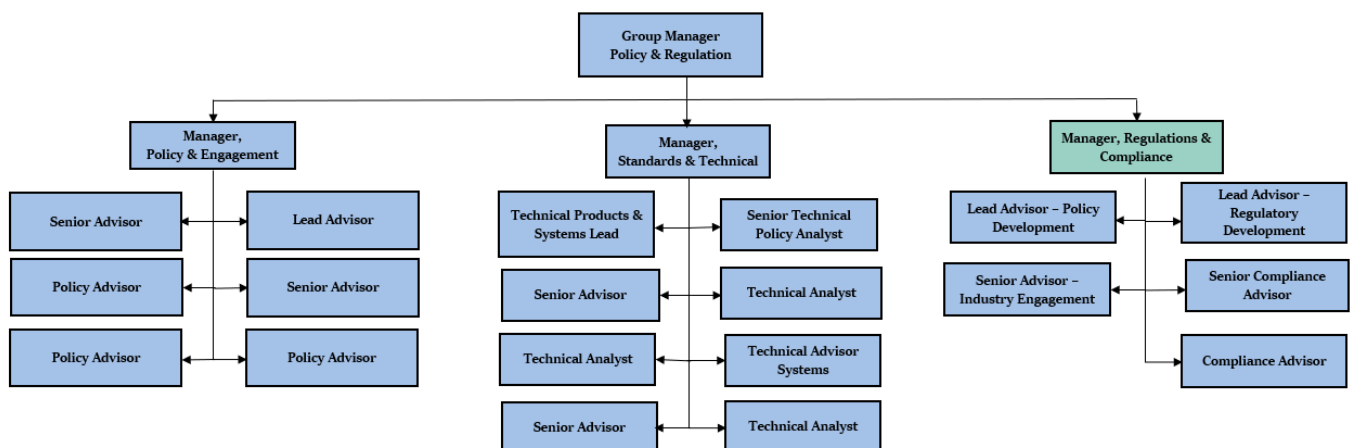 Group Manager
Policy & Regulation
Manager,
Policy & Engagement
Manager,
Standards & Technical
Manager, Regulations &
Compliance
Senior Advisor
Lead Advisor
Policy Advisor
Senior Advisor
Policy Advisor
Policy Advisor
Technical Products &
Systems Lead
Senior Technical
Policy Analyst
Senior Advisor
Technical Analyst
Technical Analyst
Technical Advisor
Systems
Senior Advisor
Technical Analyst
Lead Advisor – Policy
Development
Lead Advisor –
Regulatory
Development
Senior Advisor –
Industry Engagement
Senior Compliance
Advisor
Compliance Advisor